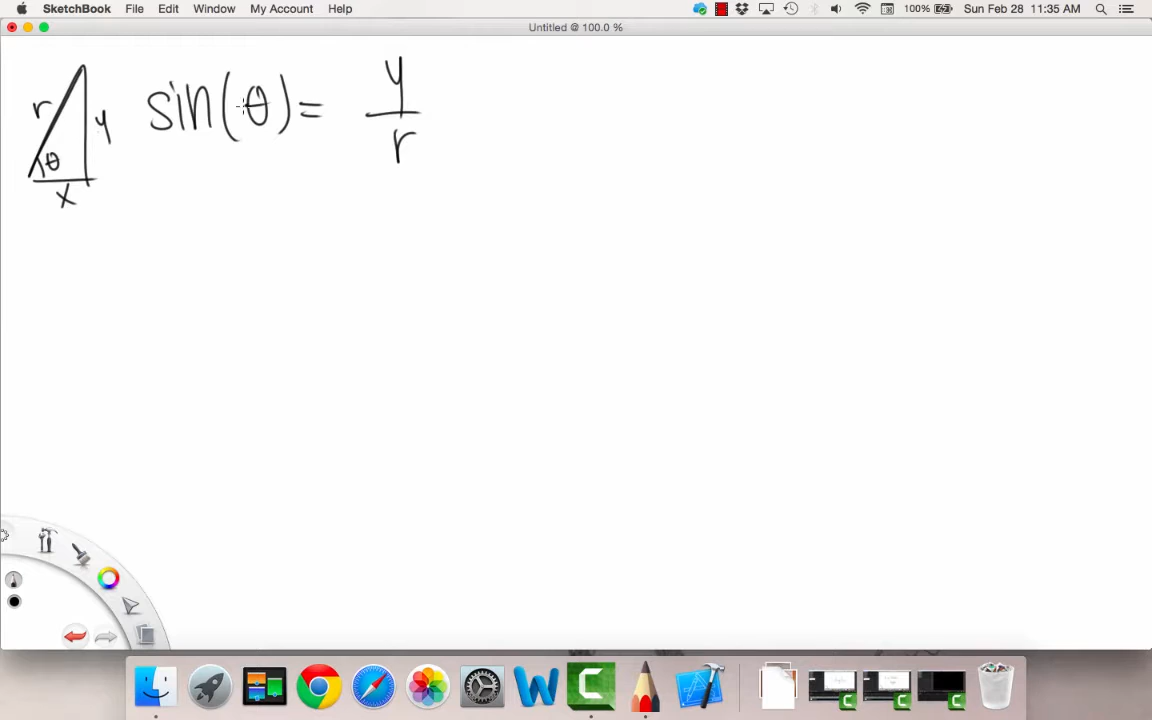 SketchBook File Edit Window My Account Help 100% Sun Feb 28 11:35 AM
Untitled @ 100.0 %
r y θ x
sin(θ) = y/r